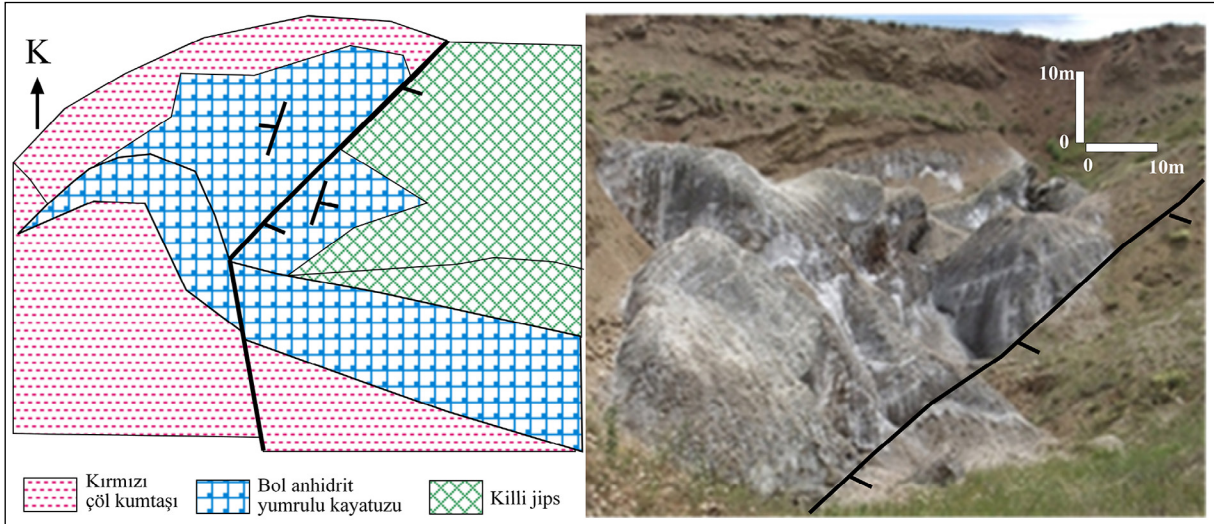 K
Kırmızı
çöl kumtaşı
Bol anhidrit
yumrulu kayatuzu
Killi jips
10m
0
0
10m